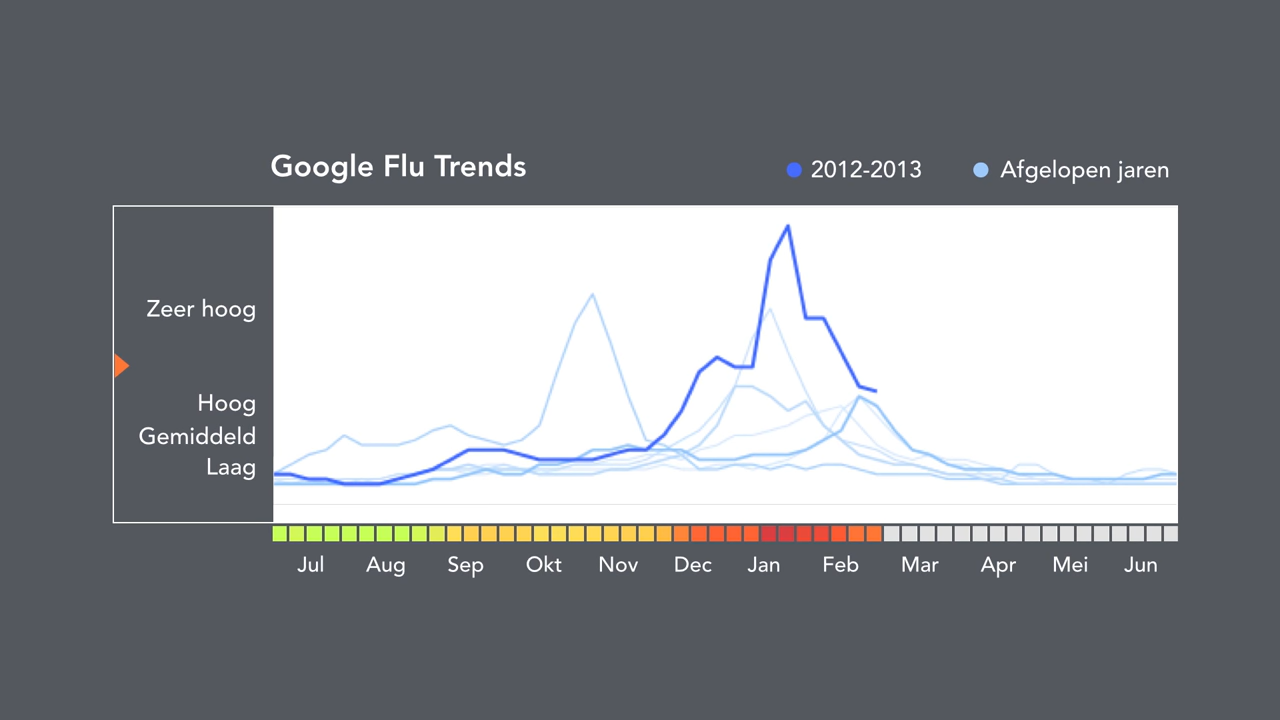 Google Flu Trends
2012-2013
Afgelopen jaren
Zeer hoog
Hoog
Gemiddeld
Laag
Jul Aug Sep Okt Nov Dec Jan Feb Mar Apr Mei Jun